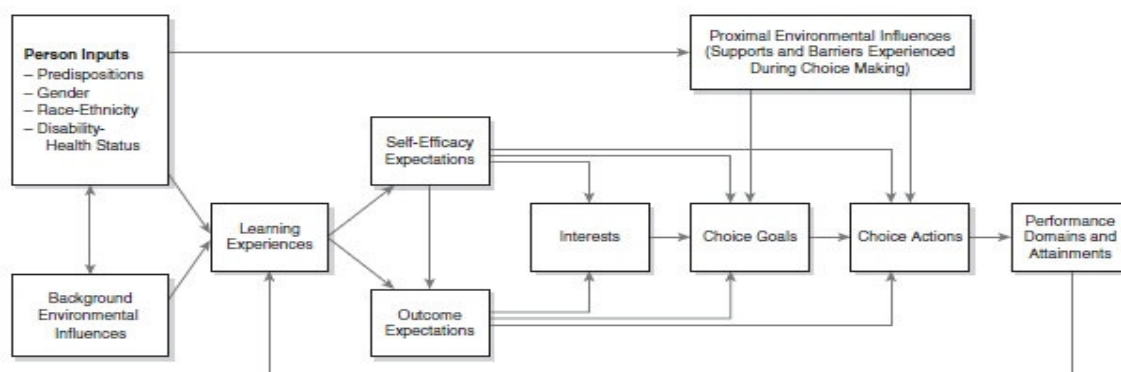 Person Inputs
– Predispositions
– Gender
– Race-Ethnicity
– Disability-
Health Status
Proximal Environmental Influences
(Supports and Barriers Experienced
During Choice Making)
Self-Efficacy
Expectations
Learning
Experiences
Interests
Choice Goals
Choice Actions
Performance
Domains and
Attainments
Background
Environmental
Influences
Outcome
Expectations